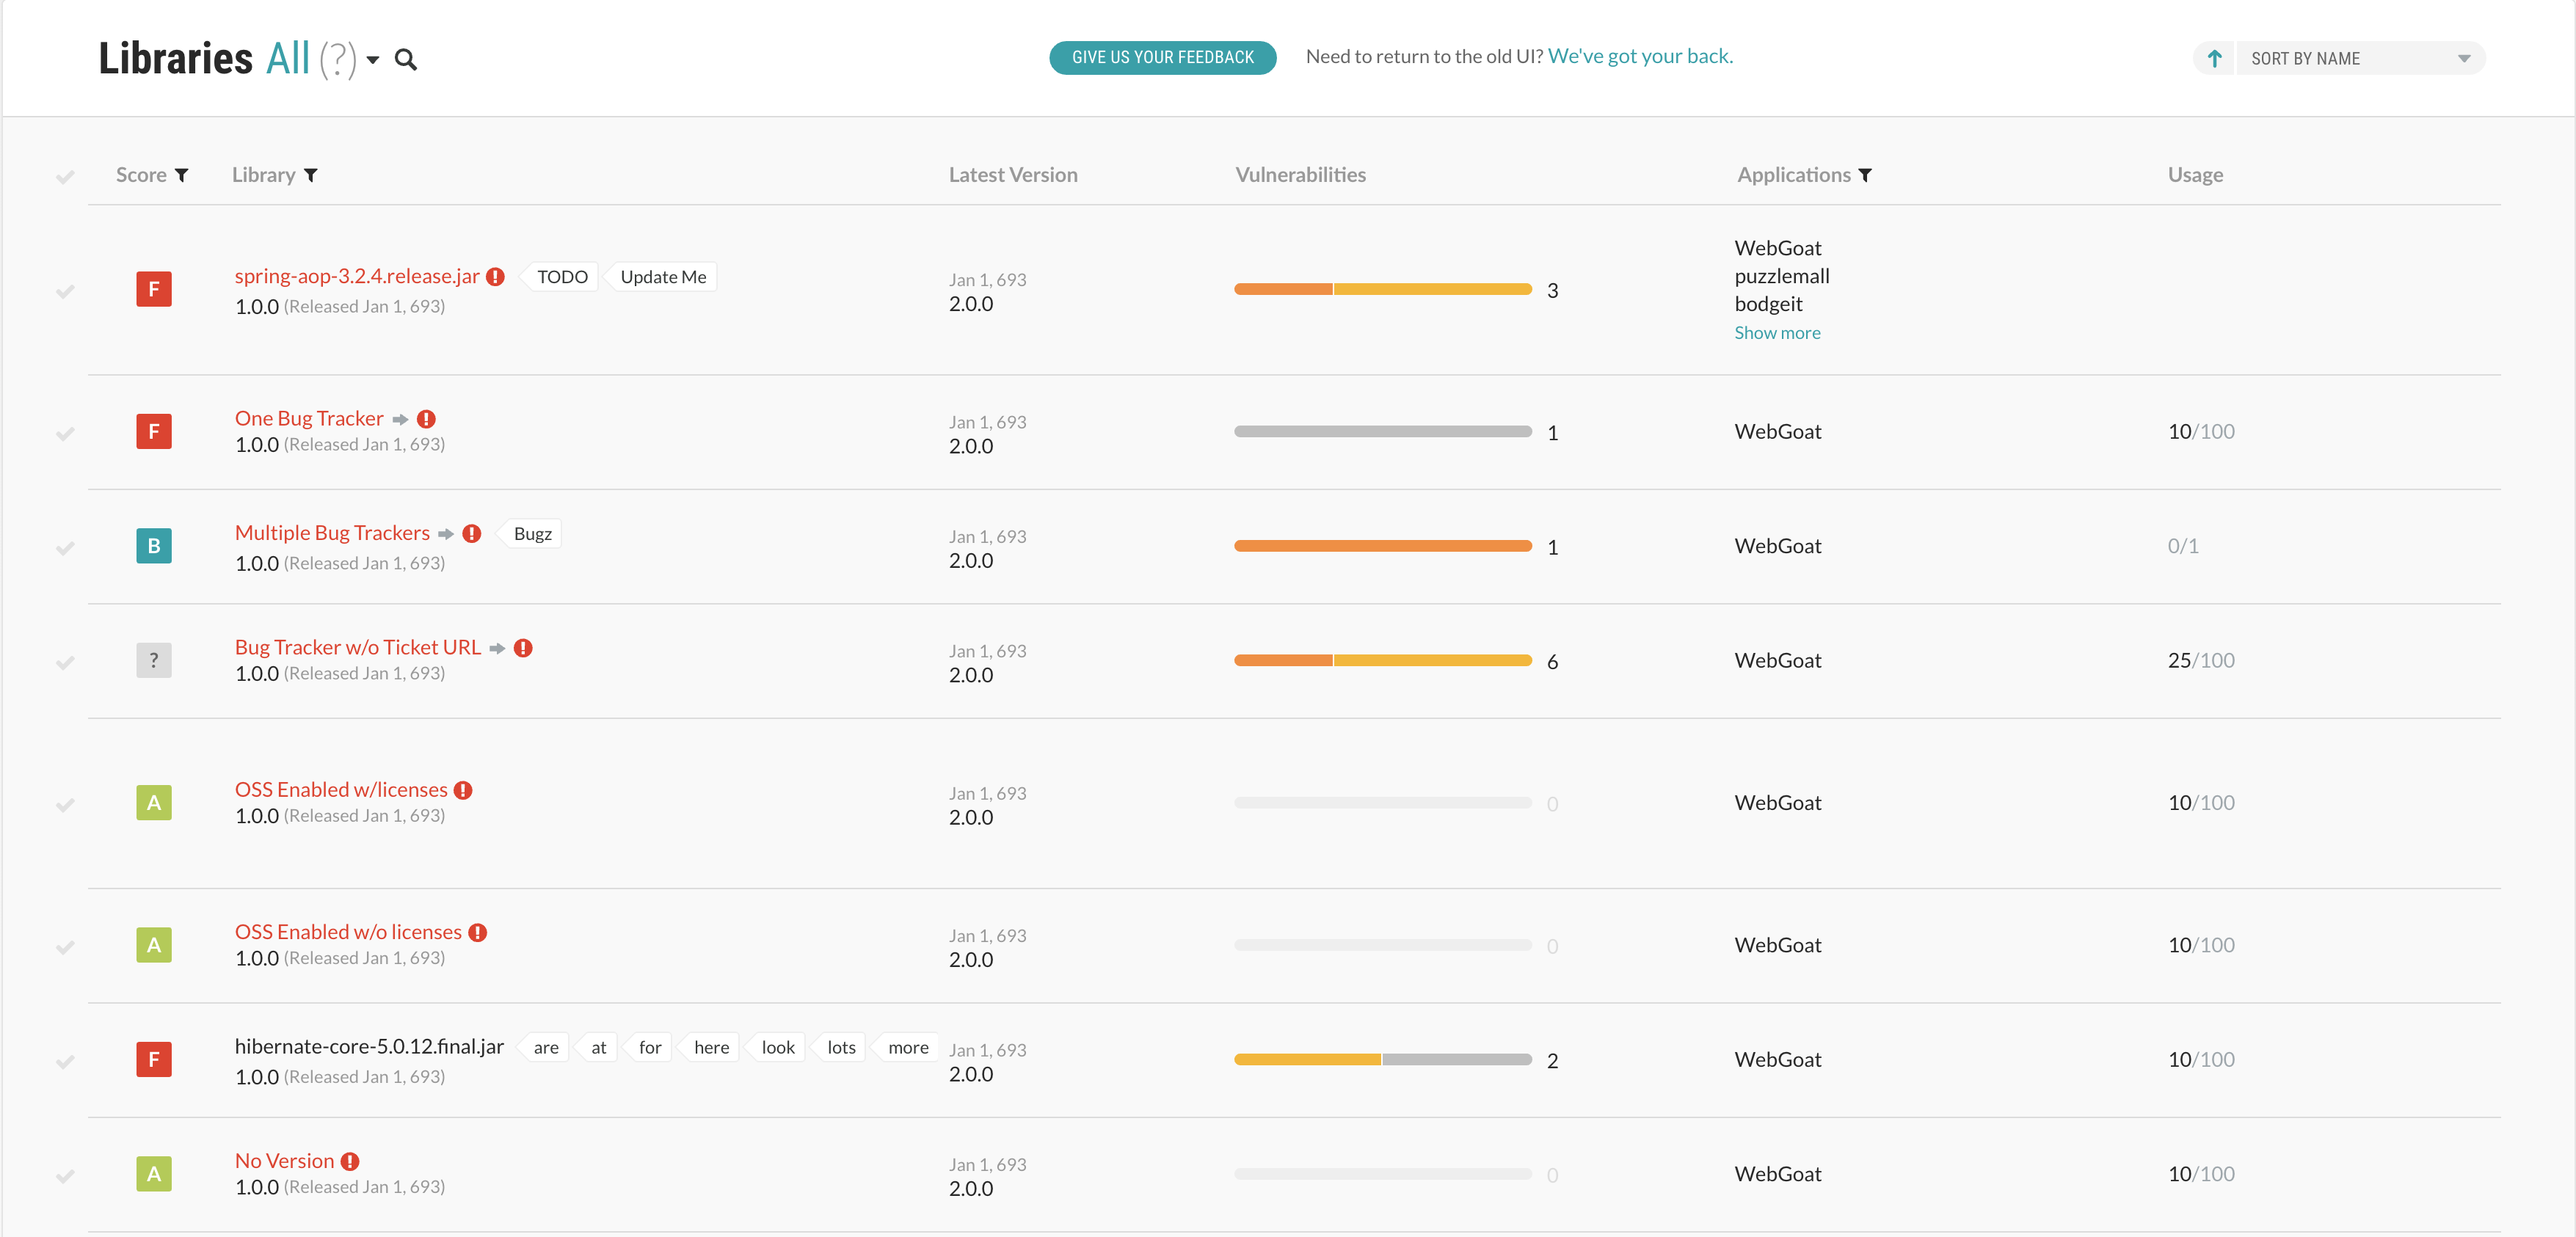 Libraries All (?)
GIVE US YOUR FEEDBACK
Need to return to the old UI? We've got your back.
SORT BY NAME
Score Library Latest Version Vulnerabilities Applications Usage
F
spring-aop-3.2.4.release.jar TODO Update Me
1.0.0 (Released Jan 1, 693)
Jan 1, 693
2.0.0
3
WebGoat
puzzlemall
bodgeit
Show more
F
One Bug Tracker
1.0.0 (Released Jan 1, 693)
Jan 1, 693
2.0.0
1
WebGoat
10/100
B
Multiple Bug Trackers Bugz
1.0.0 (Released Jan 1, 693)
Jan 1, 693
2.0.0
1
WebGoat
0/1
?
Bug Tracker w/o Ticket URL
1.0.0 (Released Jan 1, 693)
Jan 1, 693
2.0.0
6
WebGoat
25/100
A
OSS Enabled w/licenses
1.0.0 (Released Jan 1, 693)
Jan 1, 693
2.0.0
0
WebGoat
10/100
A
OSS Enabled w/o licenses
1.0.0 (Released Jan 1, 693)
Jan 1, 693
2.0.0
0
WebGoat
10/100
F
hibernate-core-5.0.12.final.jar are at for here look lots more
1.0.0 (Released Jan 1, 693)
Jan 1, 693
2.0.0
2
WebGoat
10/100
A
No Version
1.0.0 (Released Jan 1, 693)
Jan 1, 693
2.0.0
0
WebGoat
10/100